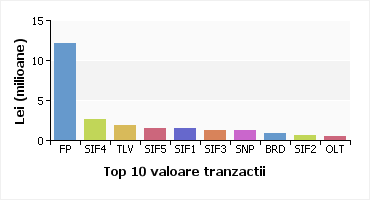 Lei (milioane)
15
10
5
0
FP SIF4 TLV SIF5 SIF1 SIF3 SNP BRD SIF2 OLT
Top 10 valoare tranzactii